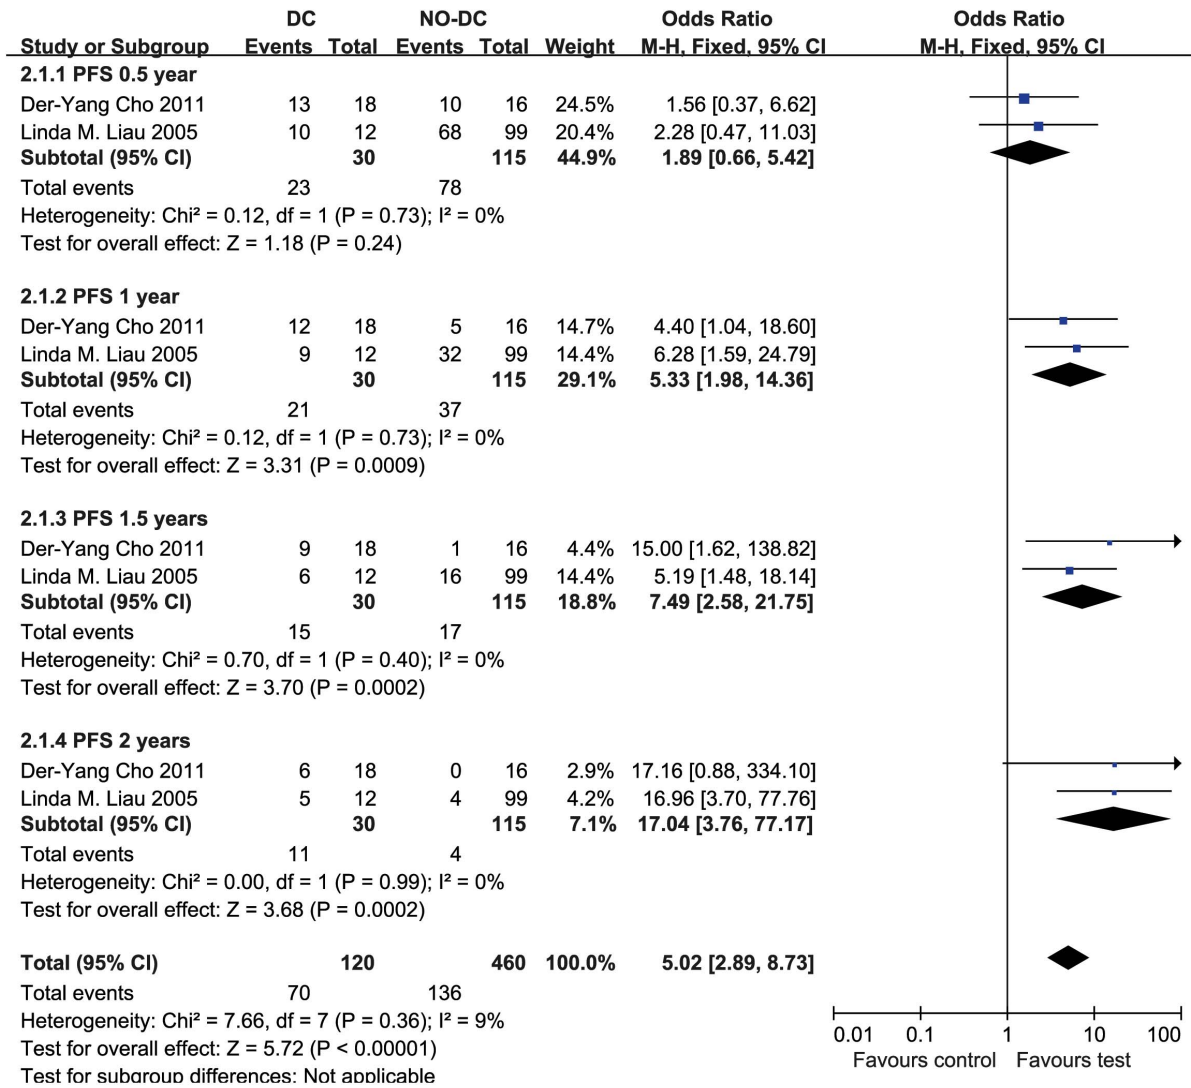 DC NO-DC Odds Ratio Odds Ratio
Study or Subgroup Events Total Events Total Weight M-H, Fixed, 95% CI M-H, Fixed, 95% CI
2.1.1 PFS 0.5 year
Der-Yang Cho 2011 13 18 10 16 24.5% 1.56 [0.37, 6.62]
Linda M. Liau 2005 10 12 68 99 20.4% 2.28 [0.47, 11.03]
Subtotal (95% CI) 30 115 44.9% 1.89 [0.66, 5.42]
Total events 23 78
Heterogeneity: Chi² = 0.12, df = 1 (P = 0.73); I² = 0%
Test for overall effect: Z = 1.18 (P = 0.24)
2.1.2 PFS 1 year
Der-Yang Cho 2011 12 18 5 16 14.7% 4.40 [1.04, 18.60]
Linda M. Liau 2005 9 12 32 99 14.4% 6.28 [1.59, 24.79]
Subtotal (95% CI) 30 115 29.1% 5.33 [1.98, 14.36]
Total events 21 37
Heterogeneity: Chi² = 0.12, df = 1 (P = 0.73); I² = 0%
Test for overall effect: Z = 3.31 (P = 0.0009)
2.1.3 PFS 1.5 years
Der-Yang Cho 2011 9 18 1 16 4.4% 15.00 [1.62, 138.82]
Linda M. Liau 2005 6 12 16 99 14.4% 5.19 [1.48, 18.14]
Subtotal (95% CI) 30 115 18.8% 7.49 [2.58, 21.75]
Total events 15 17
Heterogeneity: Chi² = 0.70, df = 1 (P = 0.40); I² = 0%
Test for overall effect: Z = 3.70 (P = 0.0002)
2.1.4 PFS 2 years
Der-Yang Cho 2011 6 18 0 16 2.9% 17.16 [0.88, 334.10]
Linda M. Liau 2005 5 12 4 99 4.2% 16.96 [3.70, 77.76]
Subtotal (95% CI) 30 115 7.1% 17.04 [3.76, 77.17]
Total events 11 4
Heterogeneity: Chi² = 0.00, df = 1 (P = 0.99); I² = 0%
Test for overall effect: Z = 3.68 (P = 0.0002)
Total (95% CI) 120 460 100.0% 5.02 [2.89, 8.73]
Total events 70 136
Heterogeneity: Chi² = 7.66, df = 7 (P = 0.36); I² = 9%
Test for overall effect: Z = 5.72 (P < 0.00001)
Test for subgroup differences: Not applicable
0.01 0.1 1 10 100
Favours control Favours test